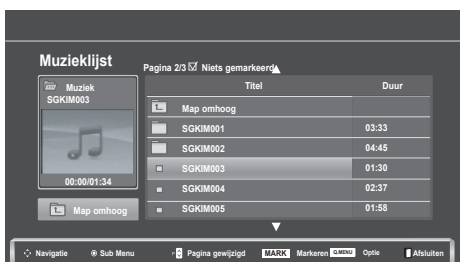 Muzieklijst
Pagina 2/3 Niets gemarkeerd
Muziek
SGKIM003
00:00/01:34
Map omhoog
Titel Duur
Map omhoog
SGKIM001 03:33
SGKIM002 04:45
SGKIM003 01:30
SGKIM004 02:37
SGKIM005 01:58
Navigatie Sub Menu Pagina gewijzigd MARK Markeren Q.MENU Optie Afsluiten